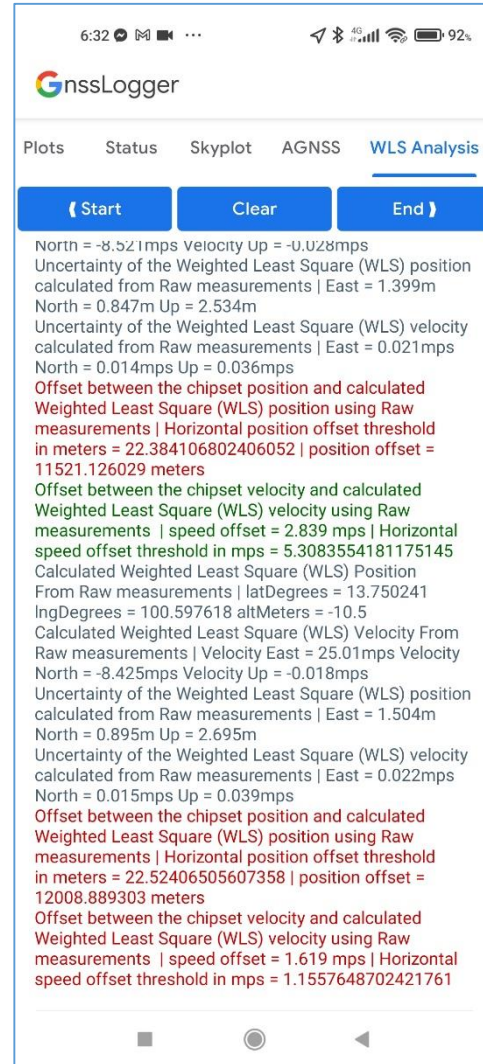 6:32 ... 4G 92%
GnssLogger
Plots Status Skyplot AGNSS WLS Analysis
❰ Start Clear End ❱
North = -8.521mps Velocity Up = -0.028mps
Uncertainty of the Weighted Least Square (WLS) position
calculated from Raw measurements | East = 1.399m
North = 0.847m Up = 2.534m
Uncertainty of the Weighted Least Square (WLS) velocity
calculated from Raw measurements | East = 0.021mps
North = 0.014mps Up = 0.036mps
Offset between the chipset position and calculated
Weighted Least Square (WLS) position using Raw
measurements | Horizontal position offset threshold
in meters = 22.384106802406052 | position offset =
11521.126029 meters
Offset between the chipset velocity and calculated
Weighted Least Square (WLS) velocity using Raw
measurements | speed offset = 2.839 mps | Horizontal
speed offset threshold in mps = 5.3083554181175145
Calculated Weighted Least Square (WLS) Position
From Raw measurements | latDegrees = 13.750241
lngDegrees = 100.597618 altMeters = -10.5
Calculated Weighted Least Square (WLS) Velocity From
Raw measurements | Velocity East = 25.01mps Velocity
North = -8.425mps Velocity Up = -0.018mps
Uncertainty of the Weighted Least Square (WLS) position
calculated from Raw measurements | East = 1.504m
North = 0.895m Up = 2.695m
Uncertainty of the Weighted Least Square (WLS) velocity
calculated from Raw measurements | East = 0.022mps
North = 0.015mps Up = 0.039mps
Offset between the chipset position and calculated
Weighted Least Square (WLS) position using Raw
measurements | Horizontal position offset threshold
in meters = 22.52406505607358 | position offset =
12008.889303 meters
Offset between the chipset velocity and calculated
Weighted Least Square (WLS) velocity using Raw
measurements | speed offset = 1.619 mps | Horizontal
speed offset threshold in mps = 1.1557648702421761